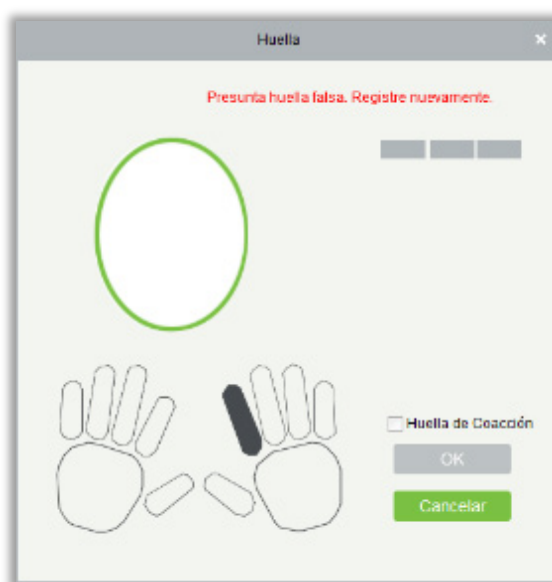 Huella
Presunta huella falsa. Registre nuevamente.
Huella de Coacción
OK
Cancelar